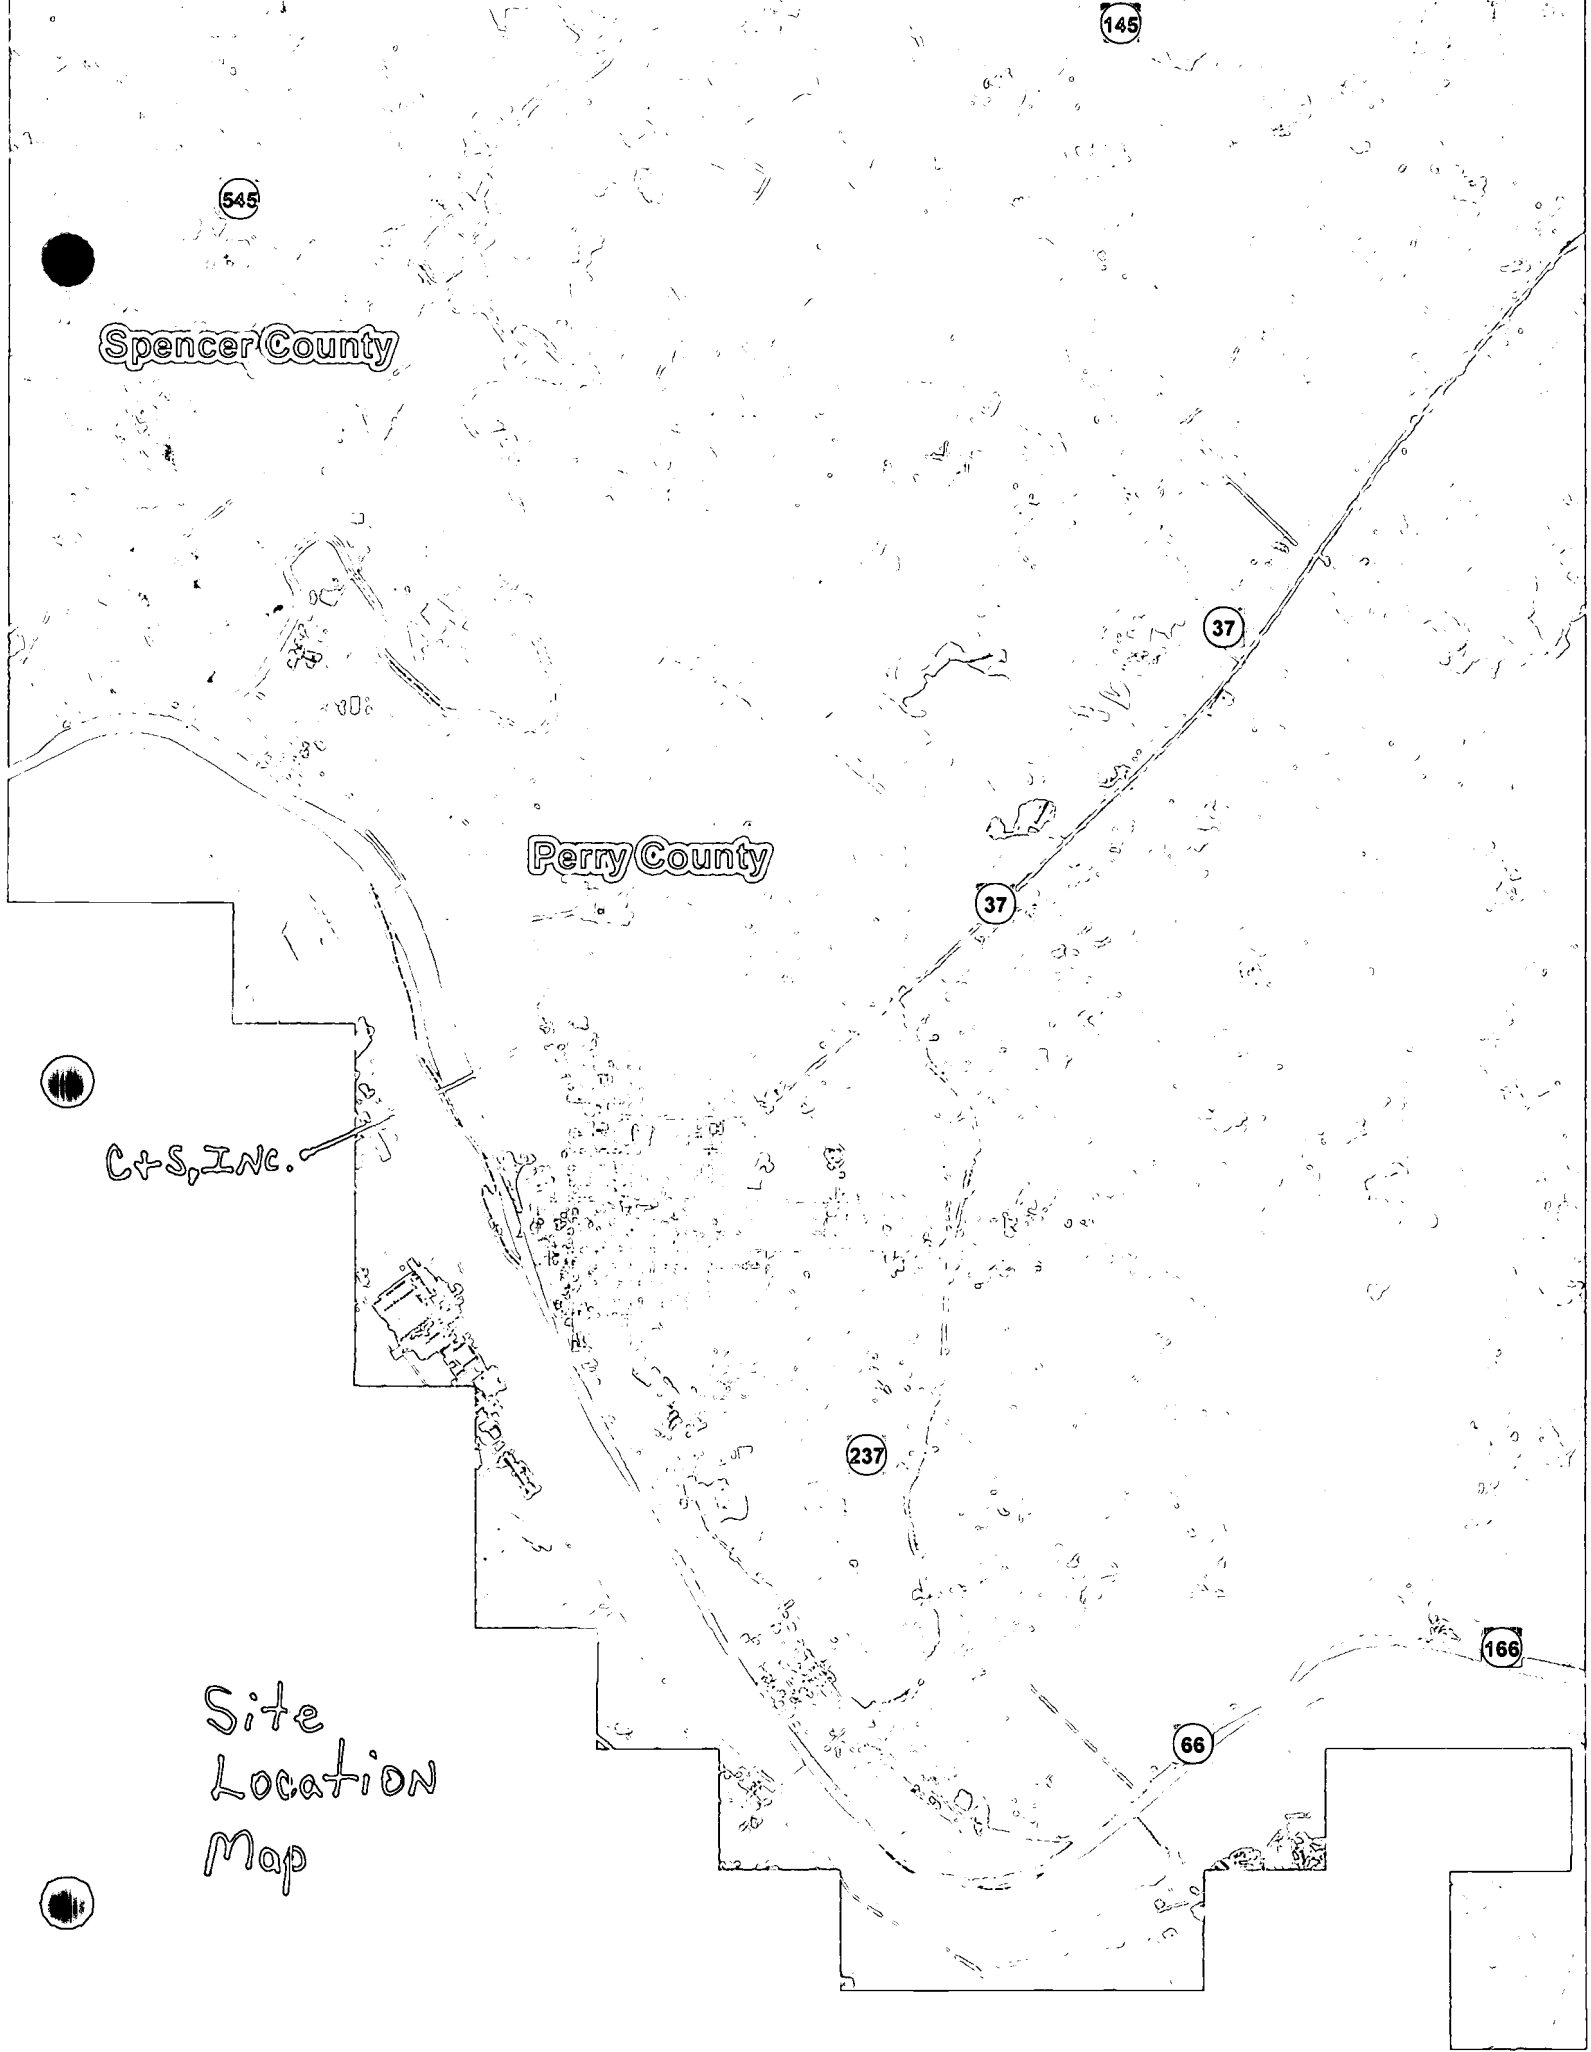 145
545
Spencer County
37
Perry County
37
C+S, INC.
237
166
Site
Location
Map
66